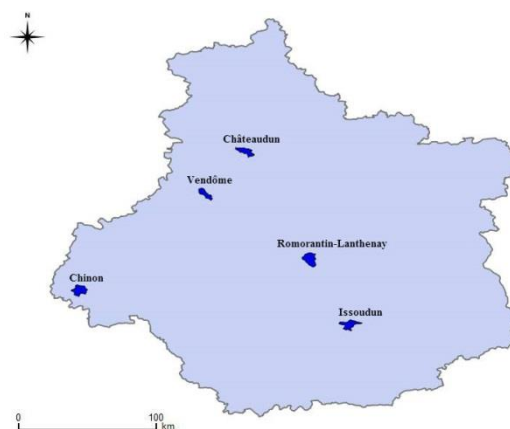 N
Châteaudun
Vendôme
Romorantin-Lanthenay
Chinon
Issoudun
0 100
km